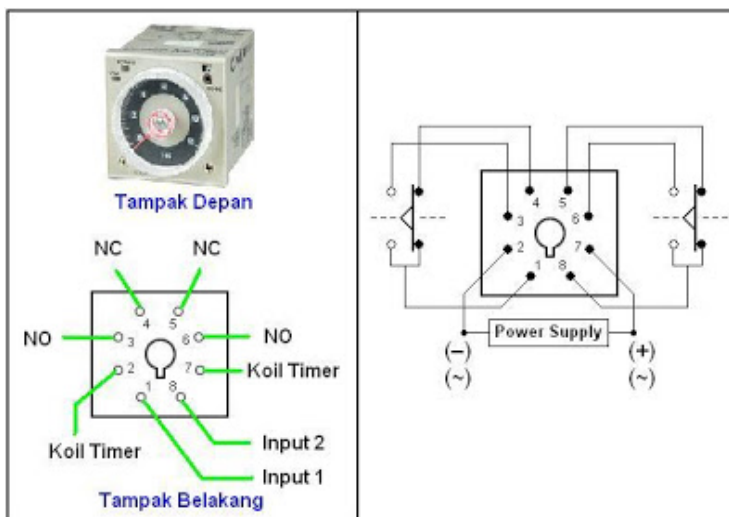 Tampak Depan
NC
NC
4
5
NO
3
6
NO
2
7
Koil Timer
1
8
Koil Timer
Input 2
Input 1
Tampak Belakang
4
5
3
6
2
7
1
8
Power Supply
(−)
(+)
(~)
(~)